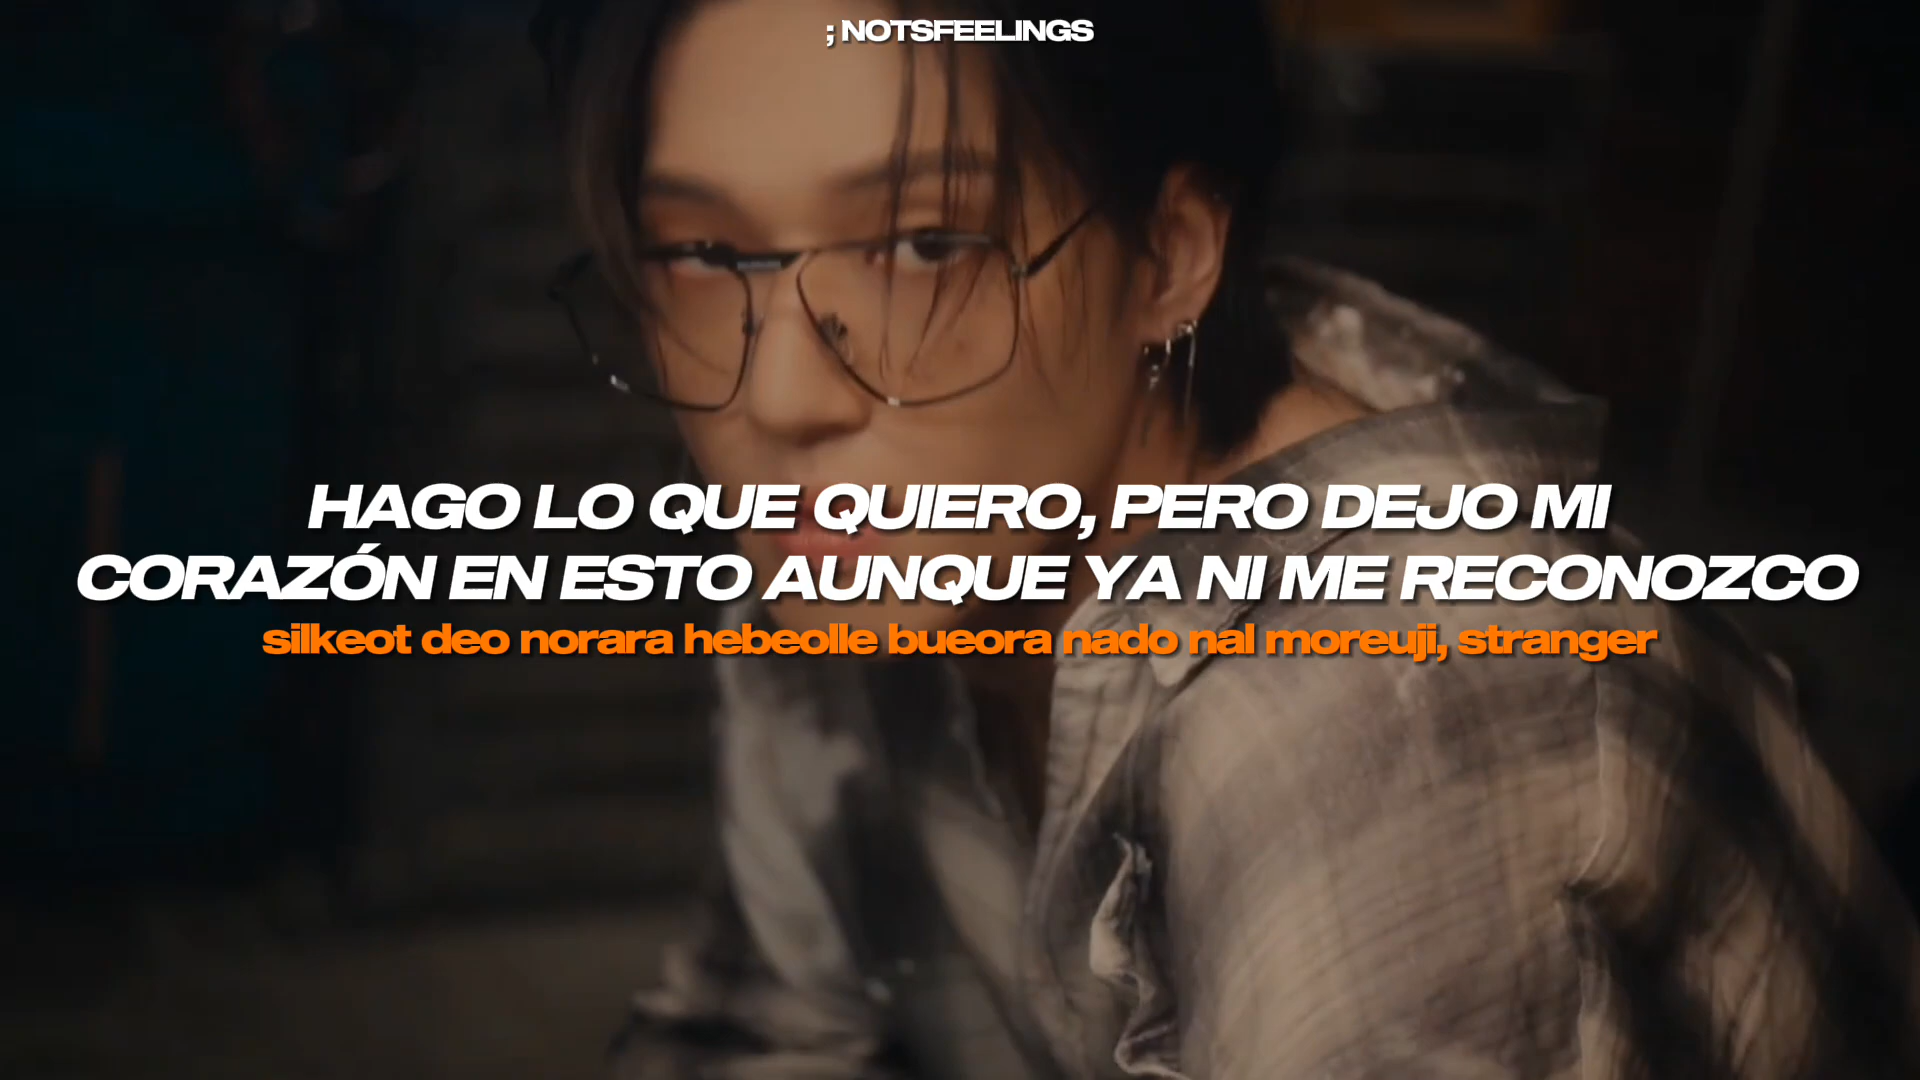 ; NOTSFEELINGS
HAGO LO QUE QUIERO, PERO DEJO MI
CORAZÓN EN ESTO AUNQUE YA NI ME RECONOZCO
silkeot deo norara hebeolle bueora nado nal moreuji, stranger